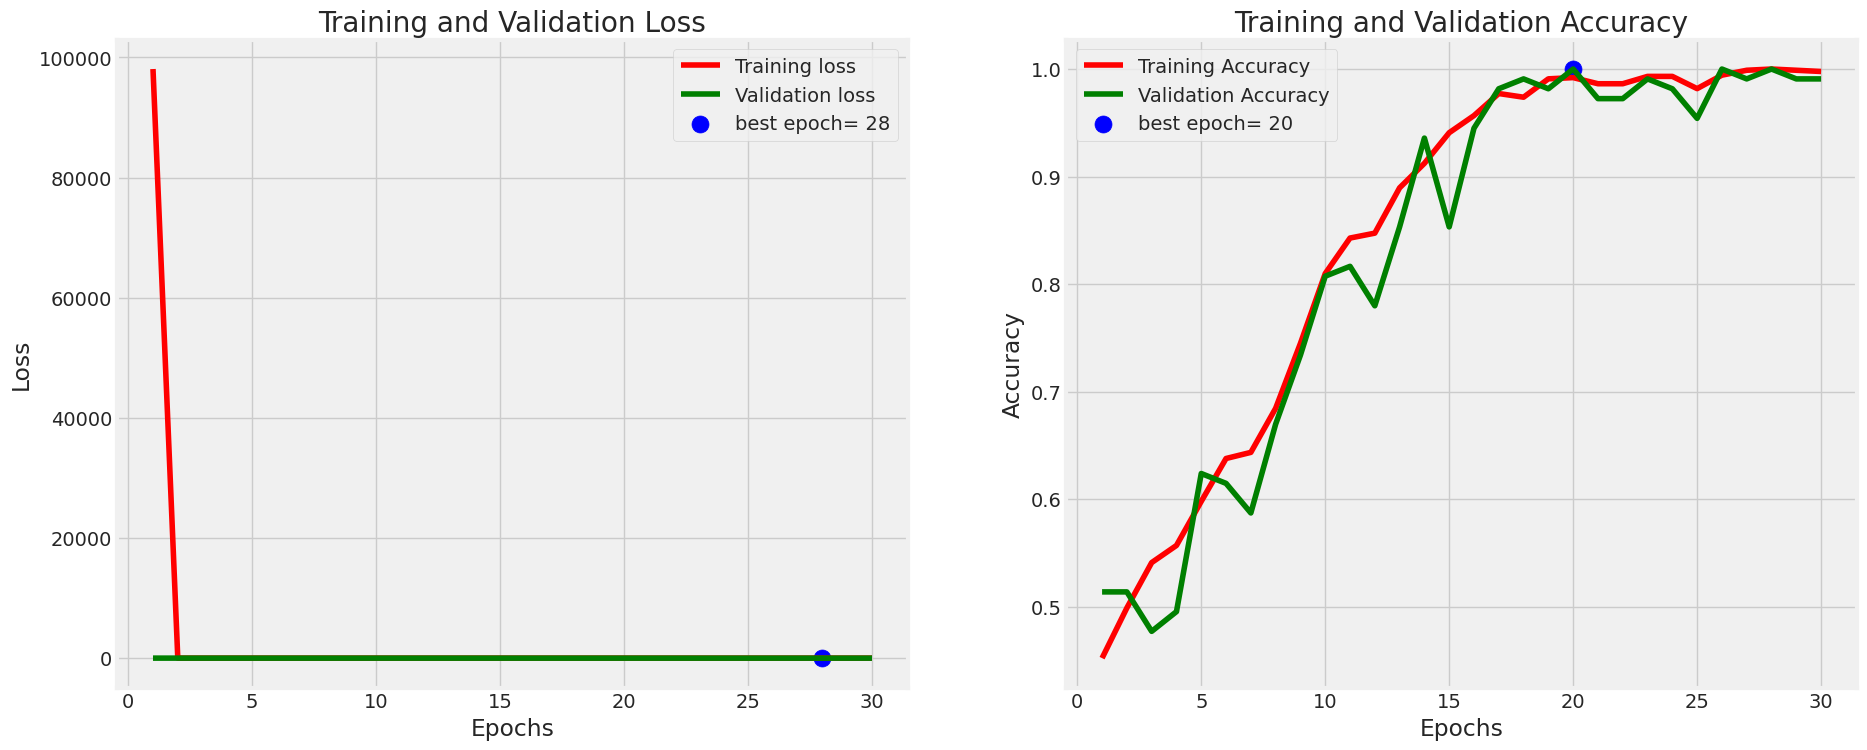 Training and Validation Loss
100000
80000
60000
40000
20000
0
Loss
0 5 10 15 20 25 30
Epochs
Training loss
Validation loss
best epoch= 28
Training and Validation Accuracy
1.0
0.9
0.8
0.7
0.6
0.5
Accuracy
0 5 10 15 20 25 30
Epochs
Training Accuracy
Validation Accuracy
best epoch= 20